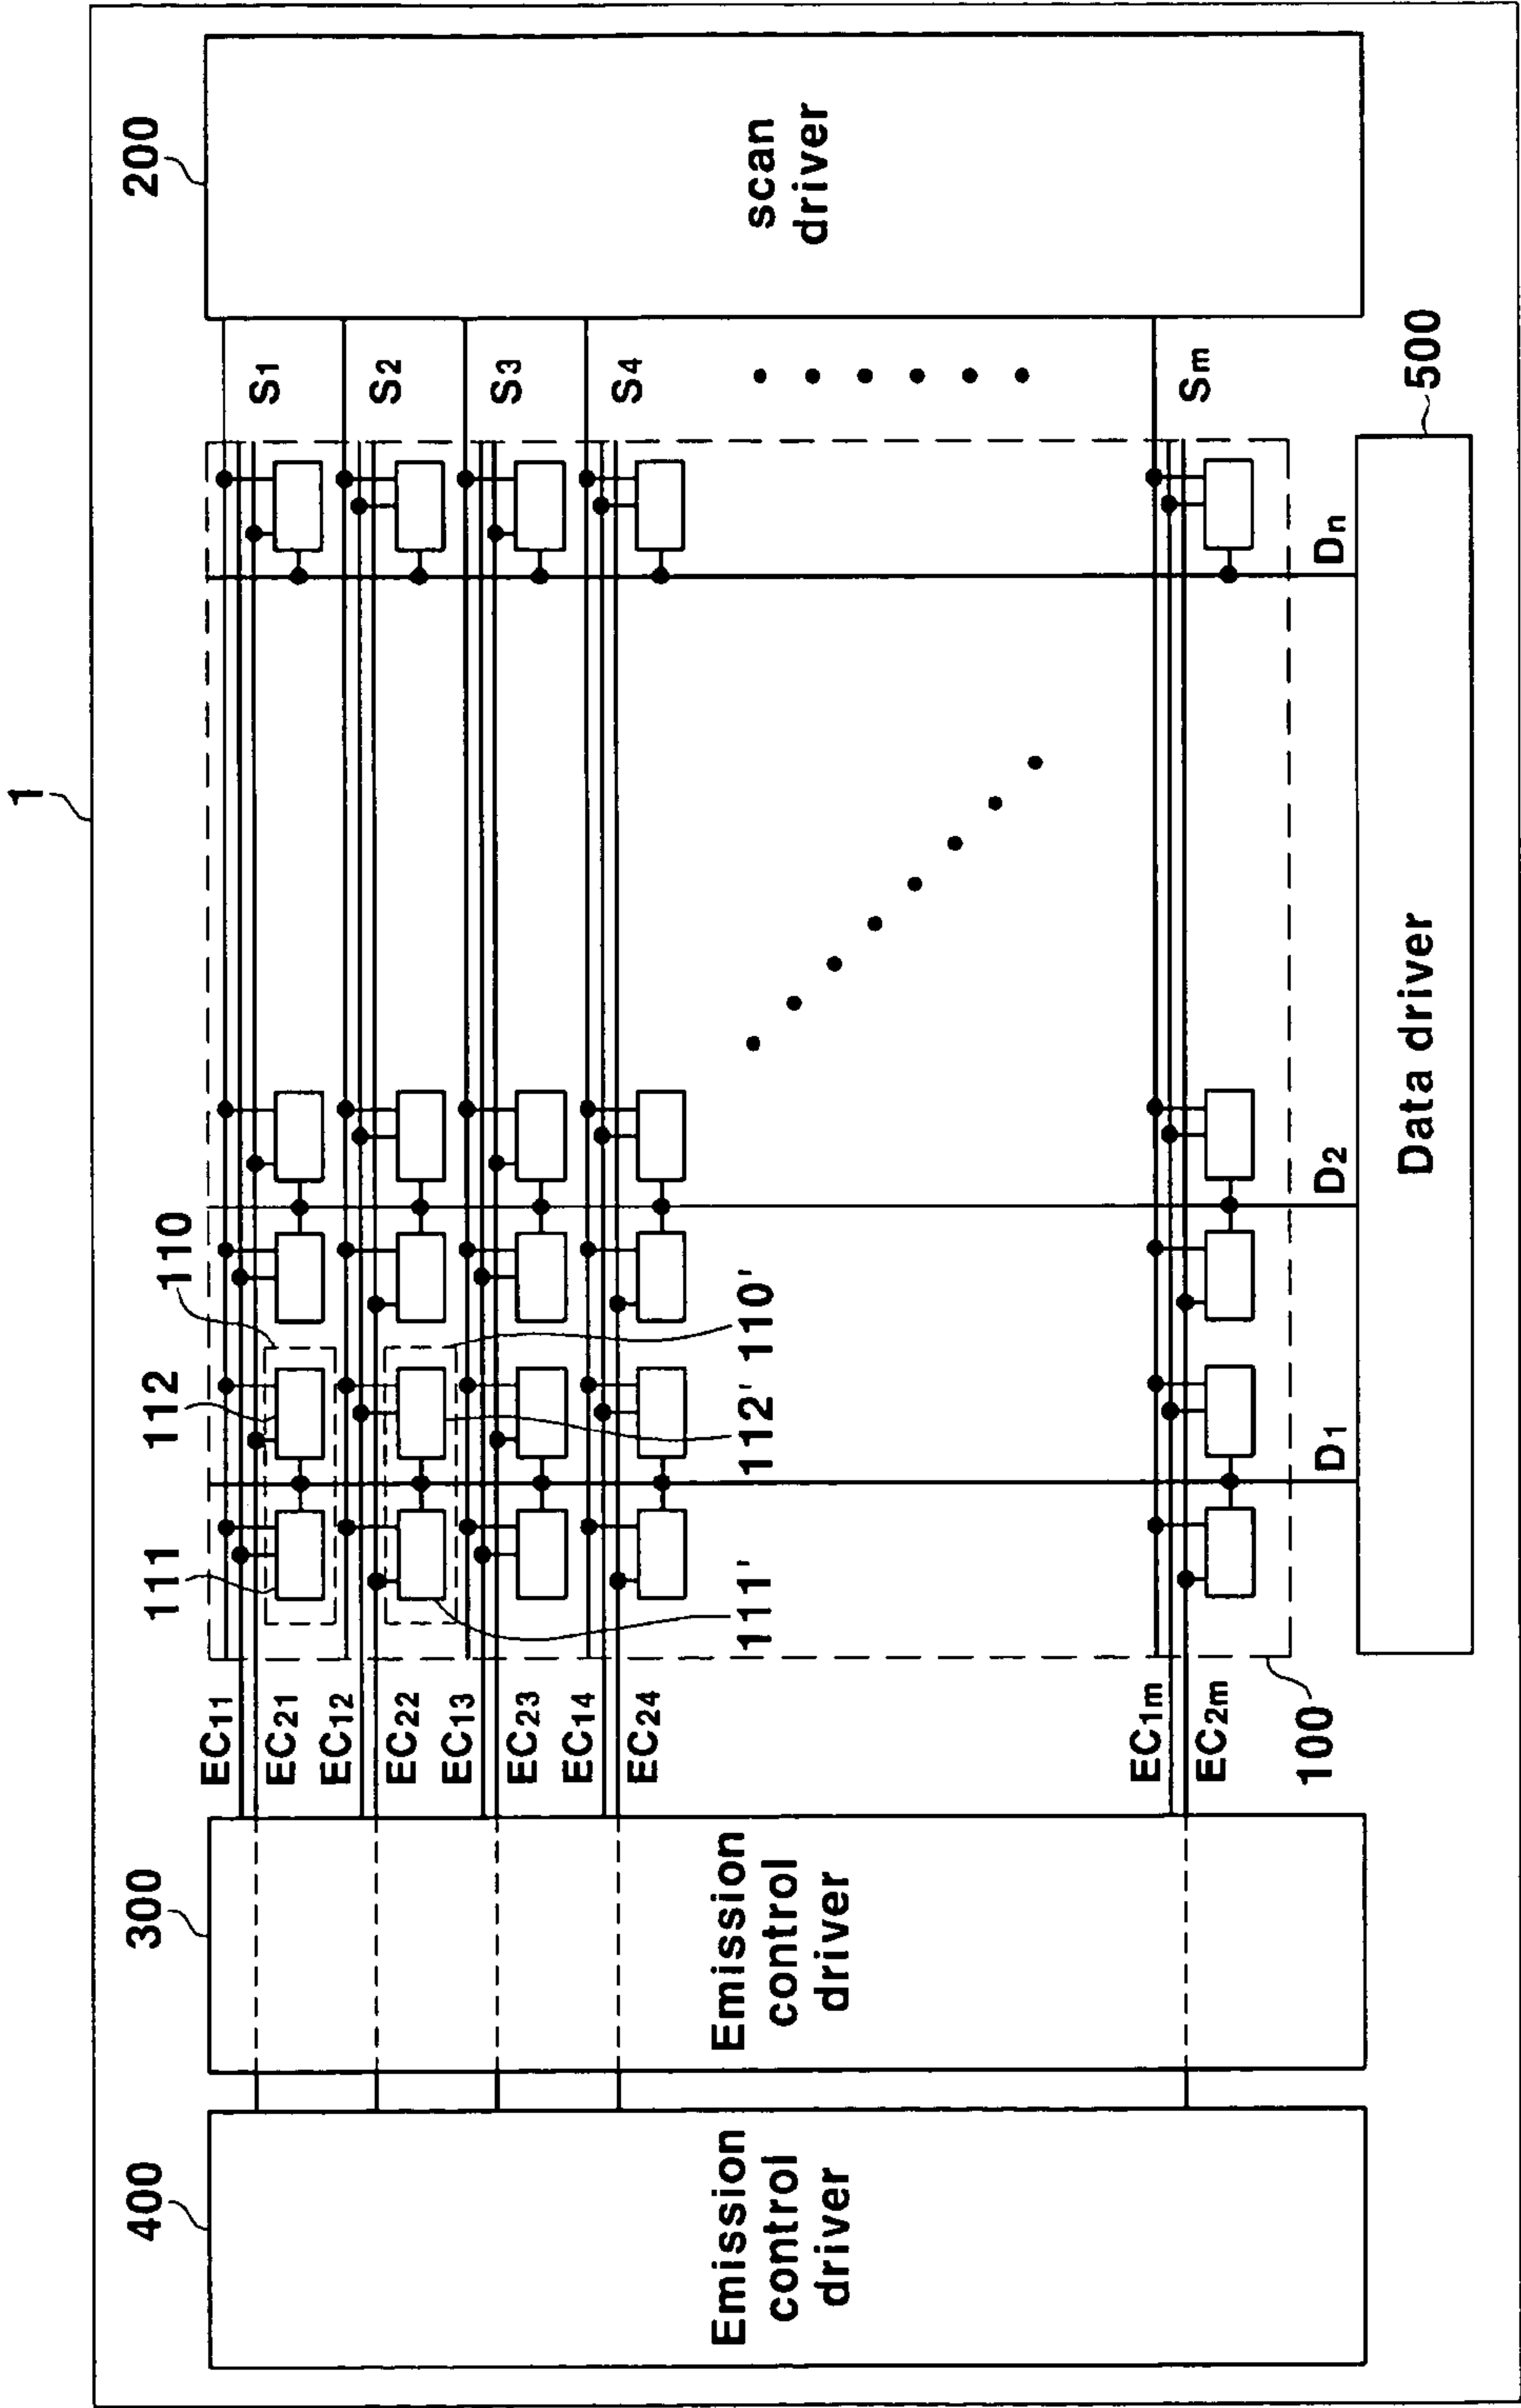 1
400
300
200
Emission
control
driver
Emission
control
driver
scan
driver
EC11
EC21
EC12
EC22
EC13
EC23
EC14
EC24
EC1m
EC2m
111
112
110
111'
112'
110'
S1
S2
S3
S4
Sm
D1
D2
Dn
100
500
Data driver